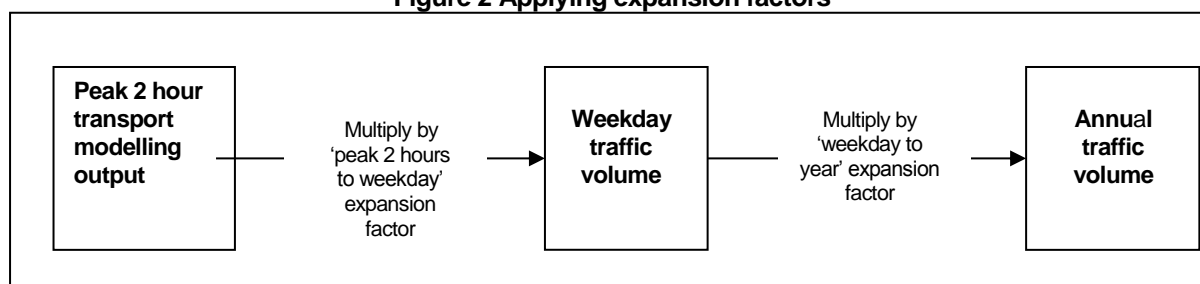 Figure 2 Applying expansion factors
Peak 2 hour
transport
modelling
output
Multiply by
‘peak 2 hours
to weekday’
expansion
factor
Weekday
traffic
volume
Multiply by
‘weekday to
year’ expansion
factor
Annual
traffic
volume